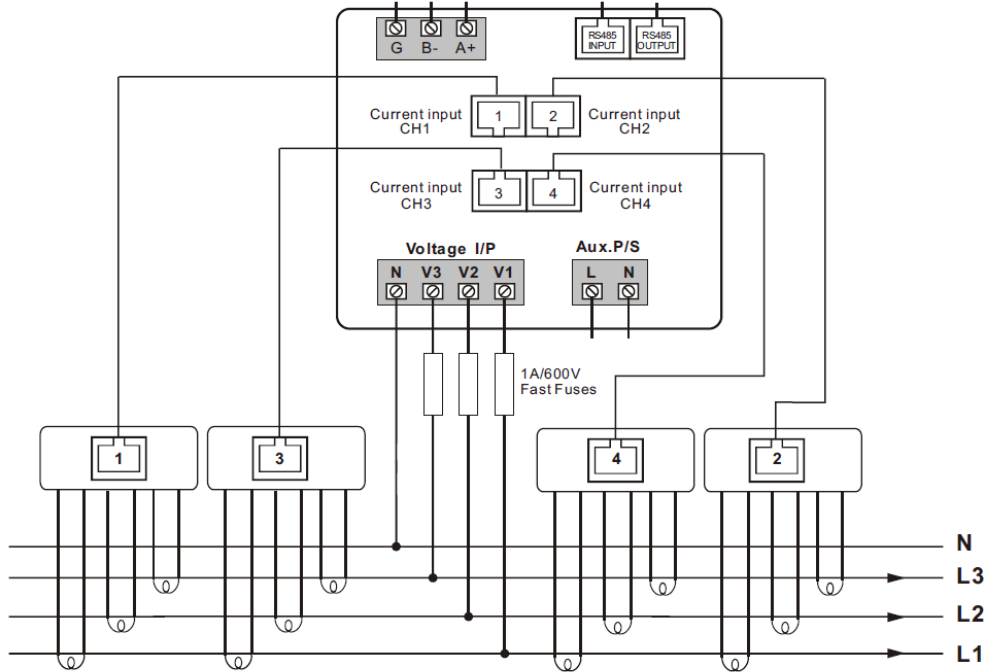 G B- A+
RS485
INPUT
RS485
OUTPUT
Current input
CH1
1
2
Current input
CH2
Current input
CH3
3
4
Current input
CH4
Voltage I/P
N V3 V2 V1
Aux.P/S
L N
1A/600V
Fast Fuses
1
3
4
2
N
L3
L2
L1